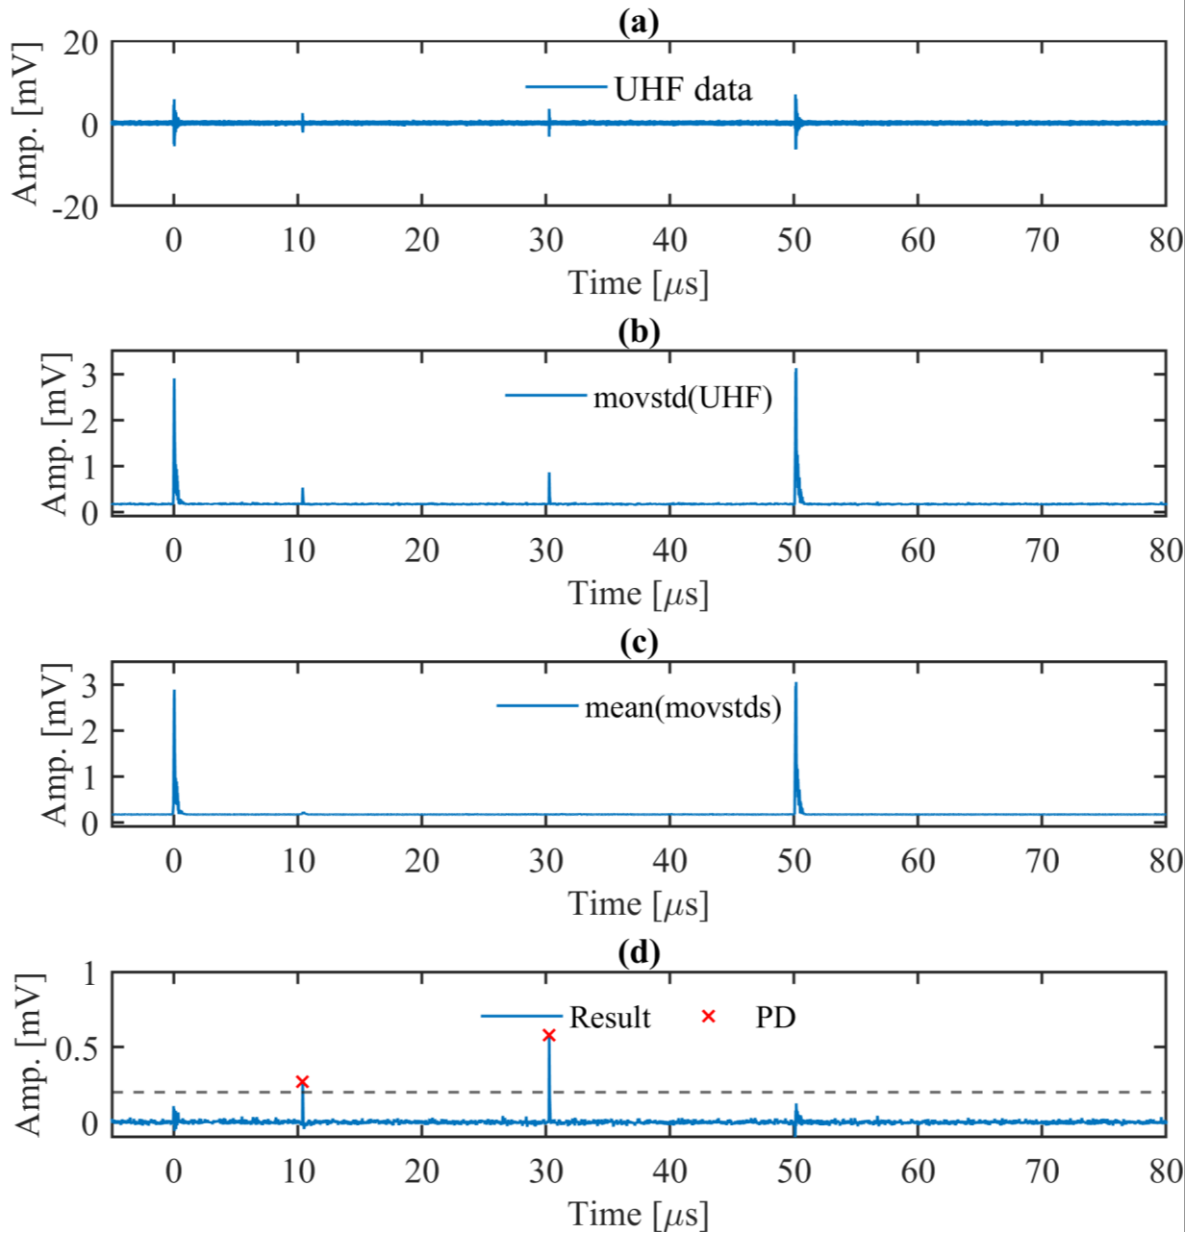 (a)
20
0
-20
Amp. [mV]
UHF data
0 10 20 30 40 50 60 70 80
Time [μs]
(b)
3
2
1
0
Amp. [mV]
movstd(UHF)
0 10 20 30 40 50 60 70 80
Time [μs]
(c)
3
2
1
0
Amp. [mV]
mean(movstds)
0 10 20 30 40 50 60 70 80
Time [μs]
(d)
1
0.5
0
Amp. [mV]
Result PD
0 10 20 30 40 50 60 70 80
Time [μs]